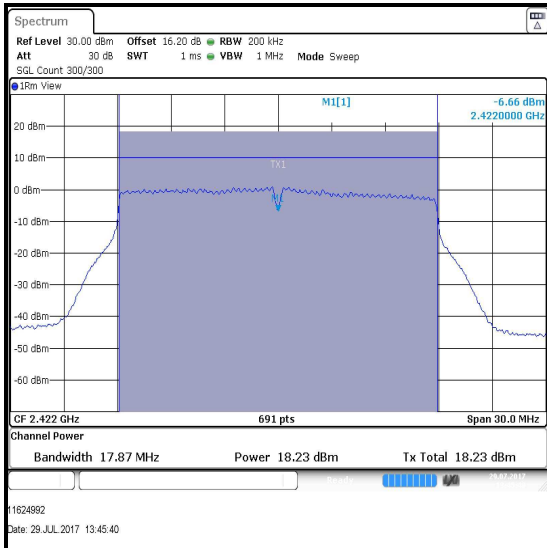 Spectrum
Ref Level 30.00 dBm Offset 16.20 dB RBW 200 kHz
Att 30 dB SWT 1 ms VBW 1 MHz Mode Sweep
SGL Count 300/300
1Rm View
M1[1] -6.66 dBm
2.4220000 GHz
20 dBm
10 dBm
TX1
0 dBm
-10 dBm
-20 dBm
-30 dBm
-40 dBm
-50 dBm
-60 dBm
CF 2.422 GHz 691 pts Span 30.0 MHz
Channel Power
Bandwidth 17.87 MHz Power 18.23 dBm Tx Total 18.23 dBm
Ready 29.07.2017
11624992
Date: 29.JUL.2017 13:45:40